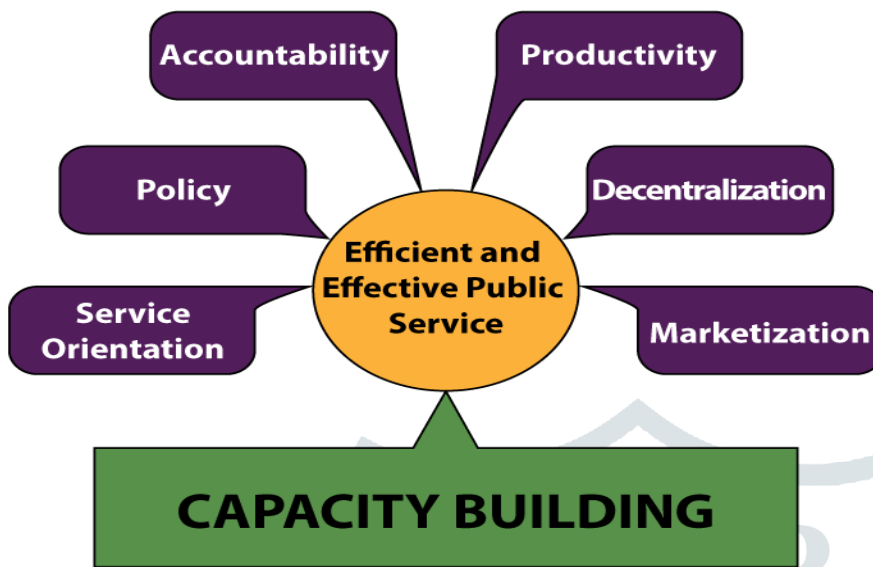 Accountability
Productivity
Policy
Decentralization
Efficient and
Effective Public
Service
Service
Orientation
Marketization
CAPACITY BUILDING